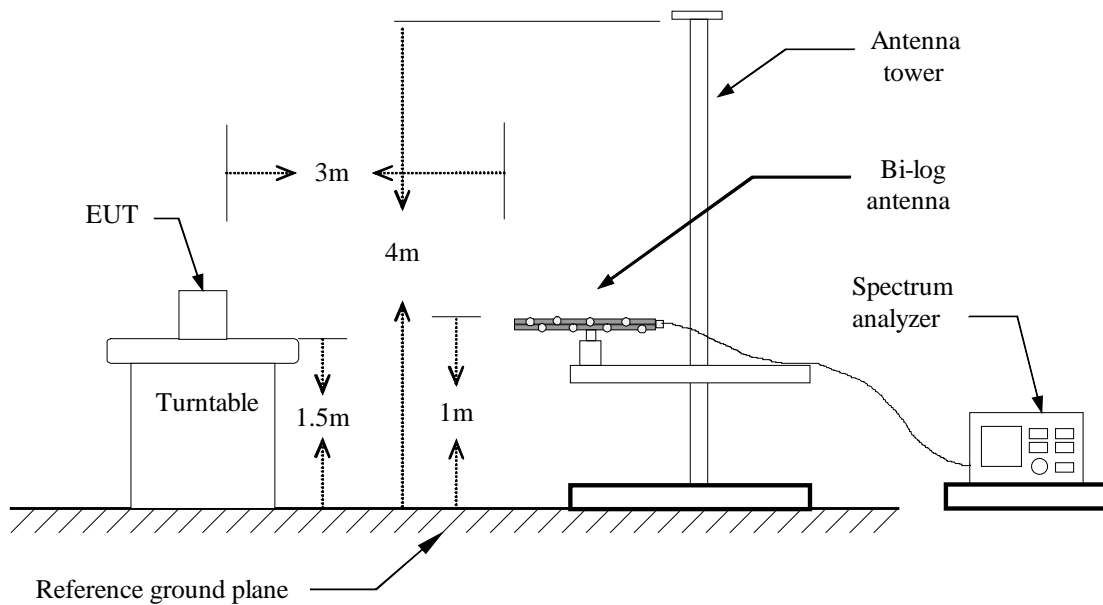 Antenna
tower
3m
Bi-log
antenna
EUT
4m
Spectrum
analyzer
Turntable
1.5m
1m
Reference ground plane